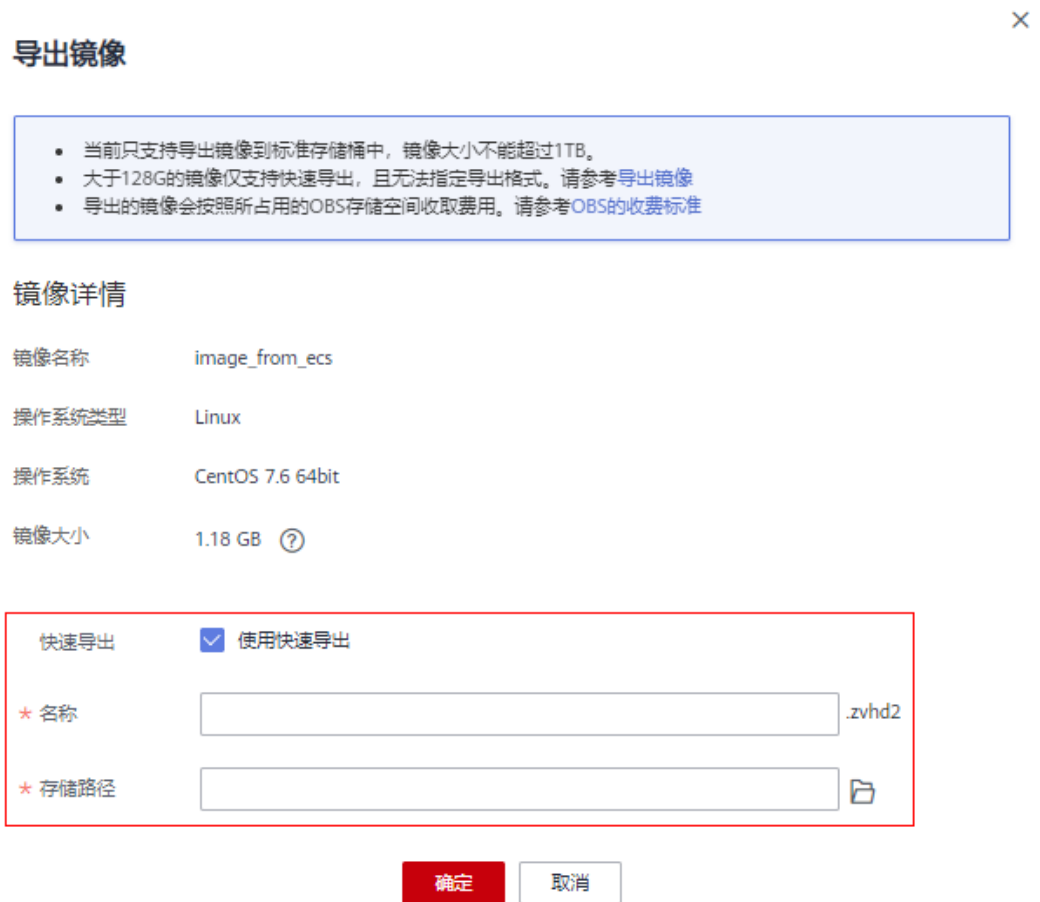 导出镜像
当前只支持导出镜像到标准存储桶中，镜像大小不能超过1TB。
大于128G的镜像仅支持快速导出，且无法指定导出格式。请参考导出镜像
导出的镜像会按照所占用的OBS存储空间收取费用。请参考OBS的收费标准
镜像详情
镜像名称 image_from_ecs
操作系统类型 Linux
操作系统 CentOS 7.6 64bit
镜像大小 1.18 GB ?
快速导出 使用快速导出
* 名称 .zvhd2
* 存储路径
确定 取消